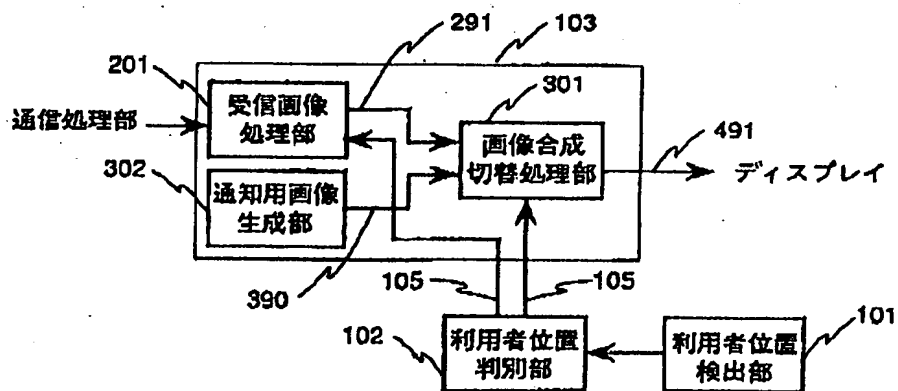 291
103
201
301
通信処理部
受信画像
処理部
画像合成
切替処理部
491
ディスプレイ
302
通知用画像
生成部
390
105
105
102
利用者位置
判別部
101
利用者位置
検出部